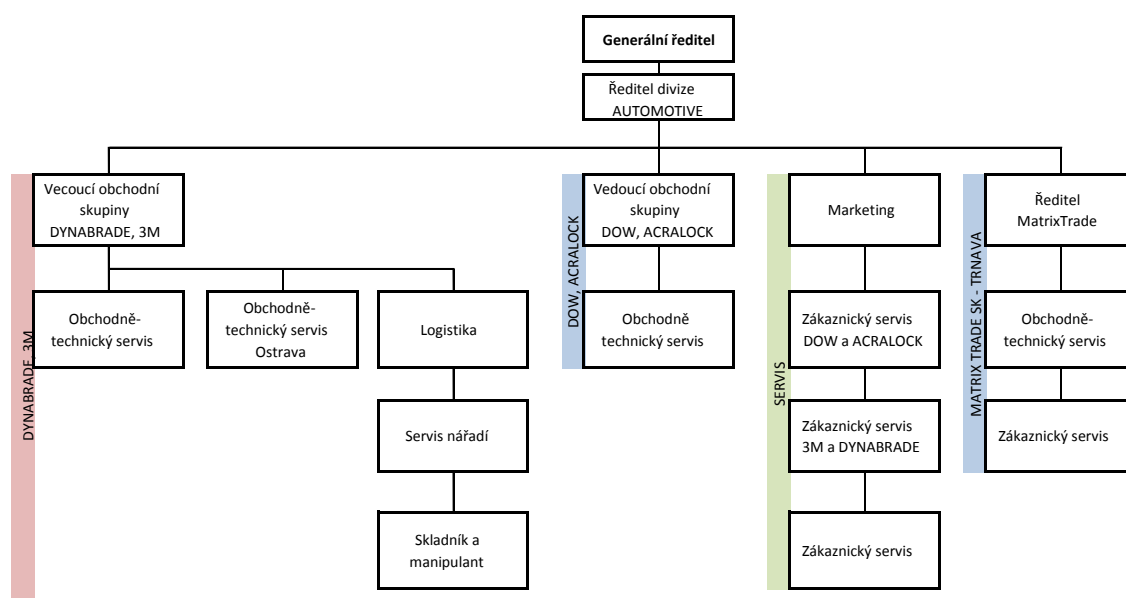 Generální ředitel
Ředitel divize
AUTOMOTIVE
DYNABRADE, 3M
Vecoucí obchodní
skupiny
DYNABRADE, 3M
Obchodně-
technický servis
Obchodně-
technický servis
Ostrava
Logistika
Servis nářadí
Skladník a
manipulant
DOW, ACRALOCK
Vedoucí obchodní
skupiny
DOW, ACRALOCK
Obchodně
technický servis
SERVIS
Marketing
Zákaznický servis
DOW a ACRALOCK
Zákaznický servis
3M a DYNABRADE
Zákaznický servis
MATRIX TRADE SK - TRNAVA
Ředitel
MatrixTrade
Obchodně-
technický servis
Zákaznický servis